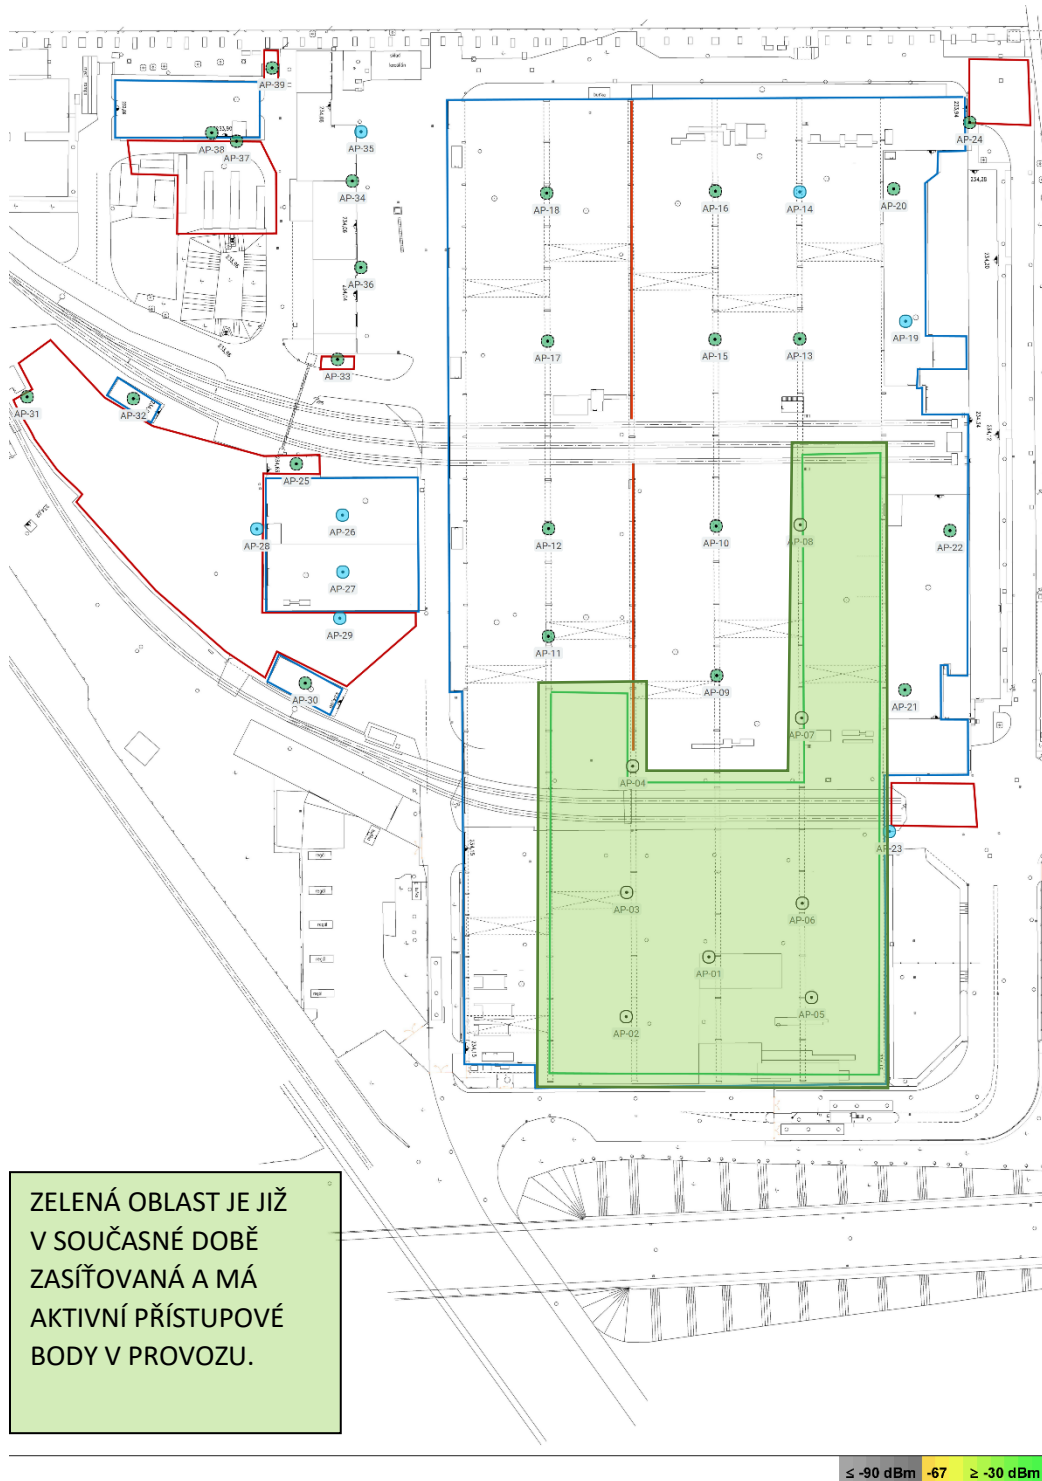 AP-39
AP-38
AP-37
AP-35
AP-34
AP-36
AP-33
AP-24
AP-18
AP-16
AP-14
AP-20
AP-17
AP-15
AP-13
AP-19
AP-31
AP-32
AP-25
AP-26
AP-28
AP-27
AP-29
AP-30
AP-12
AP-10
AP-08
AP-22
AP-11
AP-09
AP-21
AP-07
AP-04
AP-23
AP-03
AP-06
AP-01
AP-02
AP-05
ZELENÁ OBLAST JE JIŽ
V SOUČASNÉ DOBĚ
ZASÍŤOVANÁ A MÁ
AKTIVNÍ PŘÍSTUPOVÉ
BODY V PROVOZU.
≤ -90 dBm -67 ≥ -30 dBm